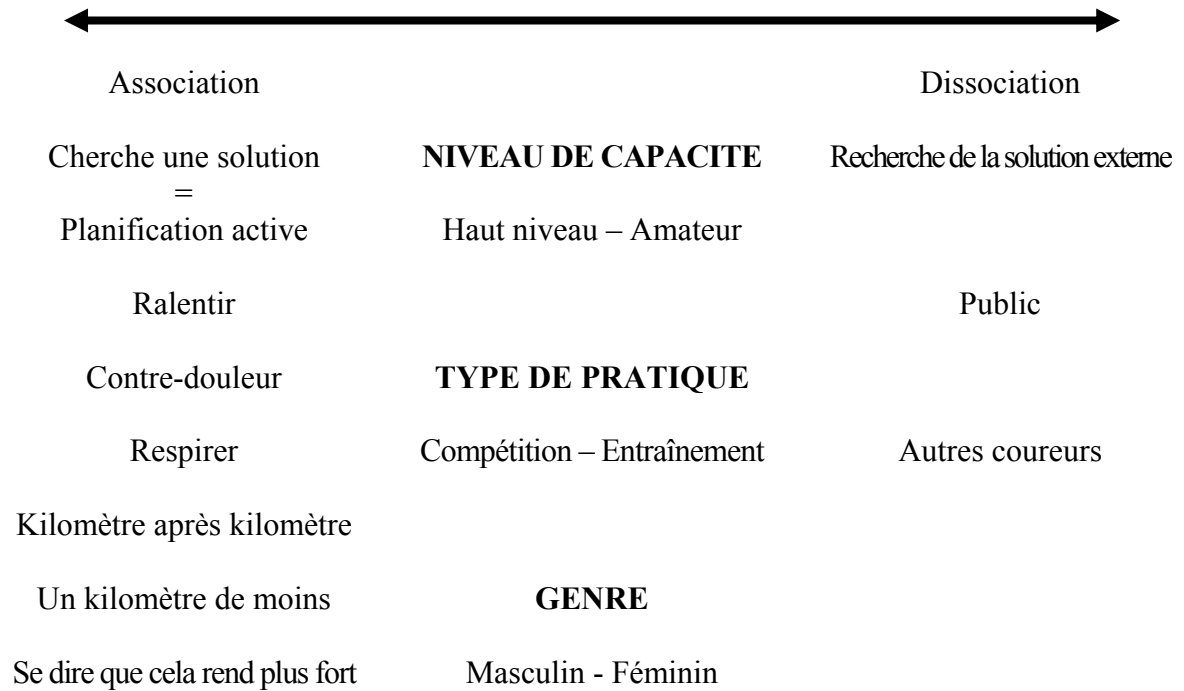 Association Dissociation
Cherche une solution NIVEAU DE CAPACITE Recherche de la solution externe
=
Planification active Haut niveau – Amateur
Ralentir Public
Contre-douleur TYPE DE PRATIQUE
Respirer Compétition – Entraînement Autres coureurs
Kilomètre après kilomètre
Un kilomètre de moins GENRE
Se dire que cela rend plus fort Masculin - Féminin